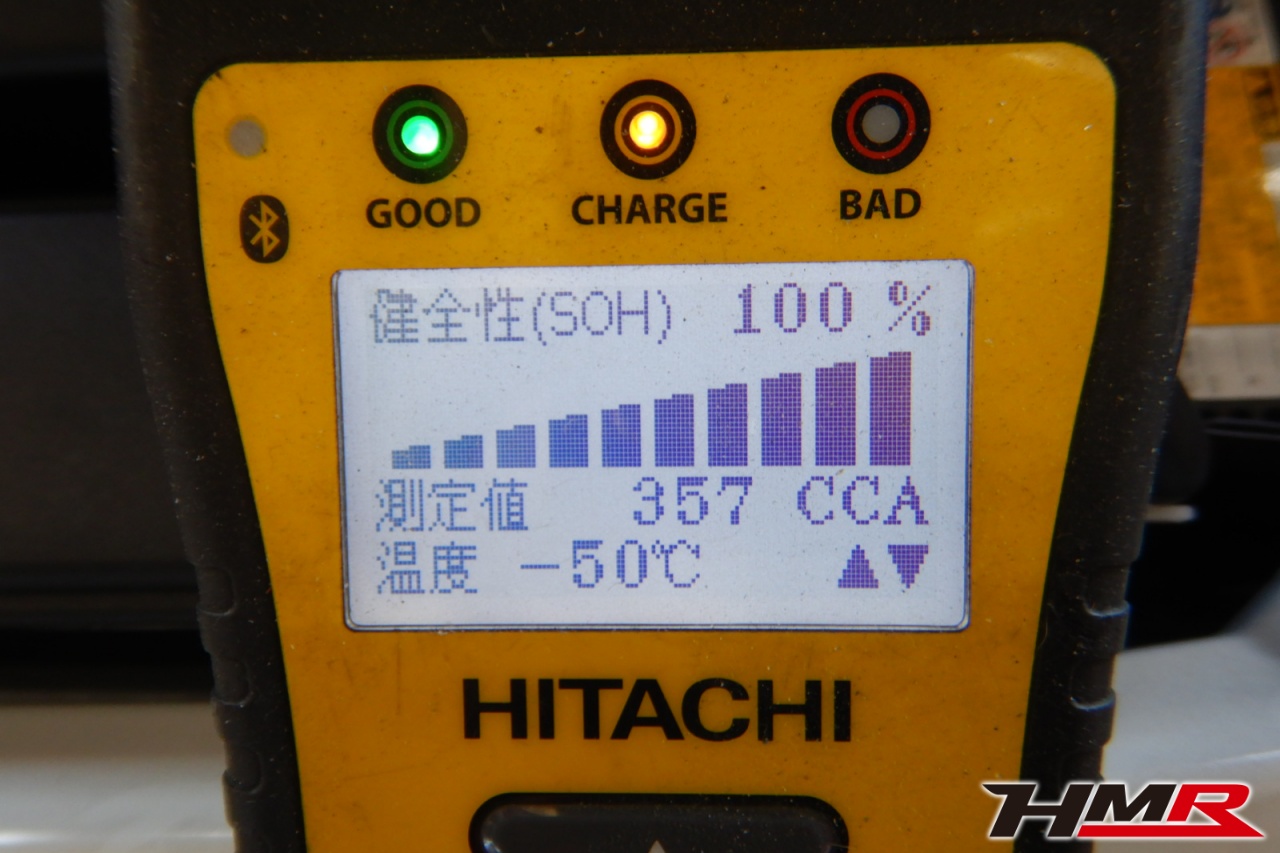 GOOD CHARGE BAD
健全性(SOH) 100 %
測定値 357 CCA
温度 -50℃ ▲▼
HITACHI
HMR